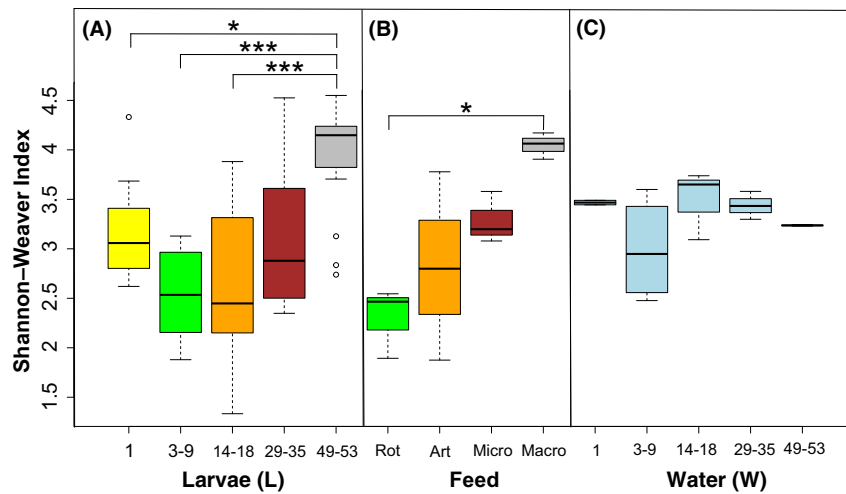 (A)
(B)
(C)
*
***
***
*
Shannon–Weaver Index
4.5
4
3.5
3
2.5
2
1.5
1 3-9 14-18 29-35 49-53
Rot Art Micro Macro
1 3-9 14-18 29-35 49-53
Larvae (L)
Feed
Water (W)